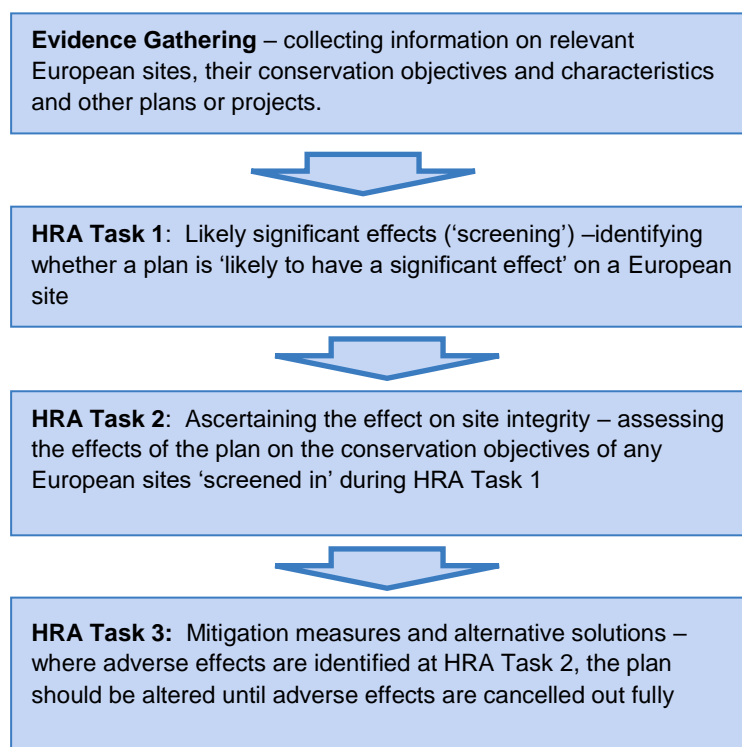 Evidence Gathering – collecting information on relevant
European sites, their conservation objectives and characteristics
and other plans or projects.
HRA Task 1:  Likely significant effects (‘screening’) –identifying
whether a plan is ‘likely to have a significant effect’ on a European
site
HRA Task 2:  Ascertaining the effect on site integrity – assessing
the effects of the plan on the conservation objectives of any
European sites ‘screened in’ during HRA Task 1
HRA Task 3:  Mitigation measures and alternative solutions –
where adverse effects are identified at HRA Task 2, the plan
should be altered until adverse effects are cancelled out fully